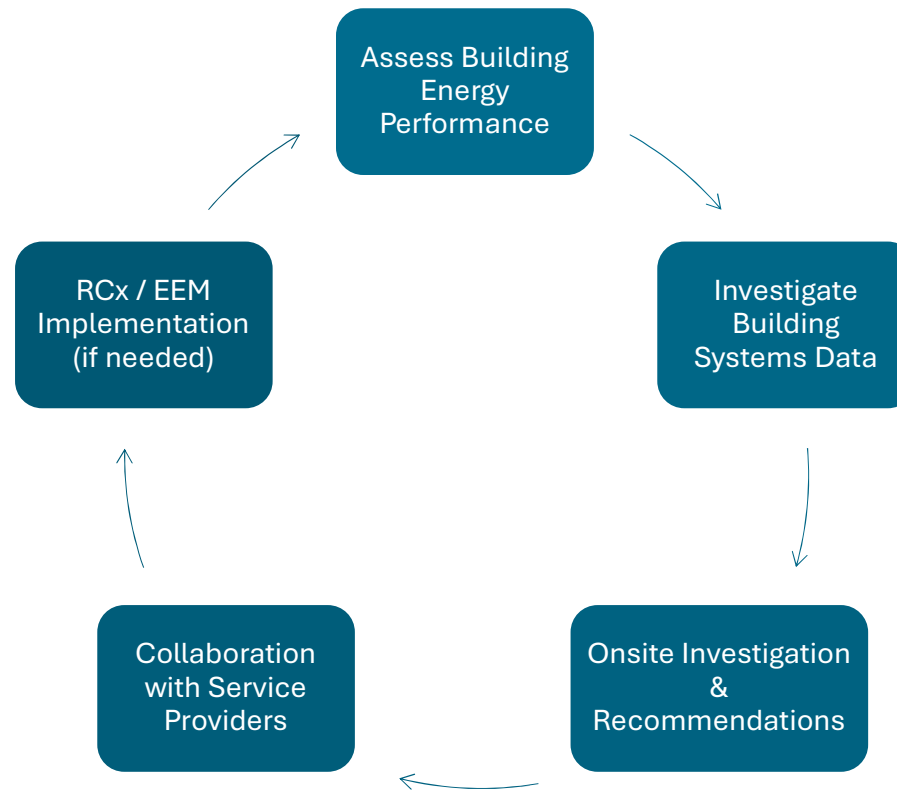 Assess Building
Energy
Performance
Investigate
Building
Systems Data
Onsite Investigation
&
Recommendations
Collaboration
with Service
Providers
RCx / EEM
Implementation
(if needed)